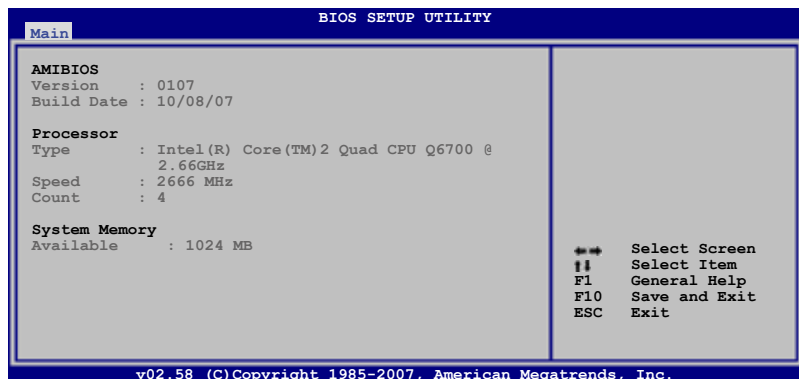 BIOS SETUP UTILITY
Main
AMIBIOS
Version : 0107
Build Date : 10/08/07
Processor
Type : Intel(R) Core(TM)2 Quad CPU Q6700 @
2.66GHz
Speed : 2666 MHz
Count : 4
System Memory
Available : 1024 MB
←→ Select Screen
↑↓ Select Item
F1 General Help
F10 Save and Exit
ESC Exit
v02.58 (C)Copyright 1985-2007, American Megatrends, Inc.